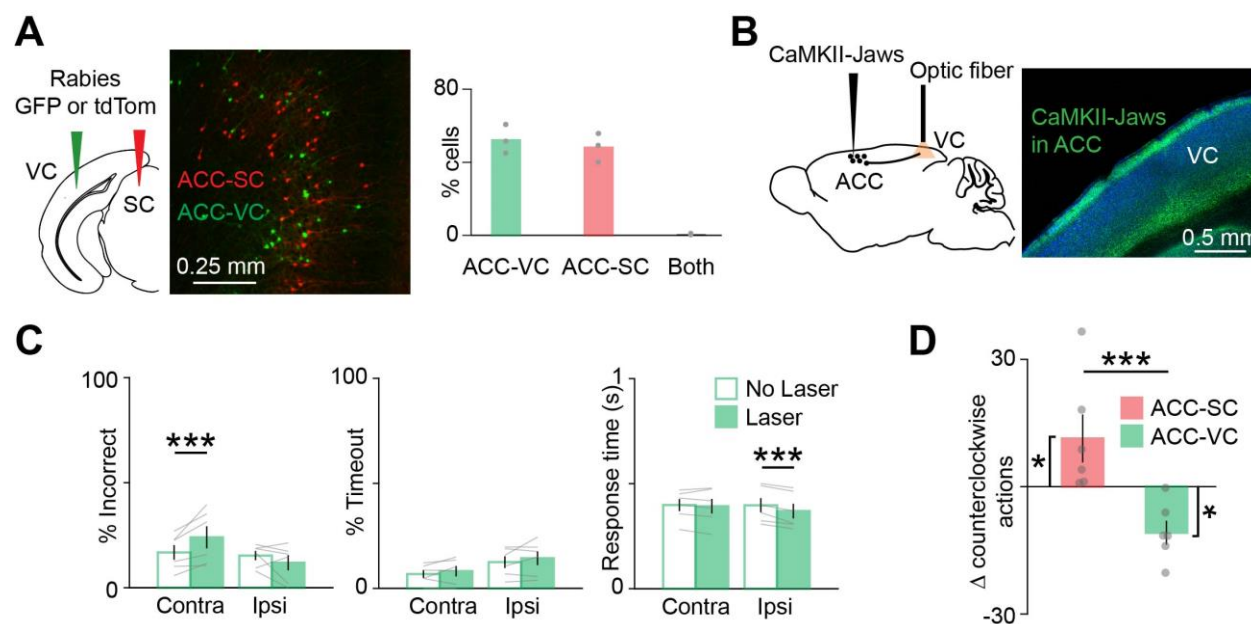 A
Rabies
GFP or tdTom
VC
SC
ACC-SC
ACC-VC
0.25 mm
80
% cells
0
ACC-VC
ACC-SC
Both
B
CaMKII-Jaws
Optic fiber
VC
ACC
CaMKII-Jaws
in ACC
VC
0.5 mm
C
100
% Incorrect
***
0
Contra
Ipsi
100
% Timeout
0
Contra
Ipsi
1
Response time (s)
No Laser
Laser
***
0
Contra
Ipsi
D
30
***
ACC-SC
ACC-VC
*
*
Δ counterclockwise
actions
-30